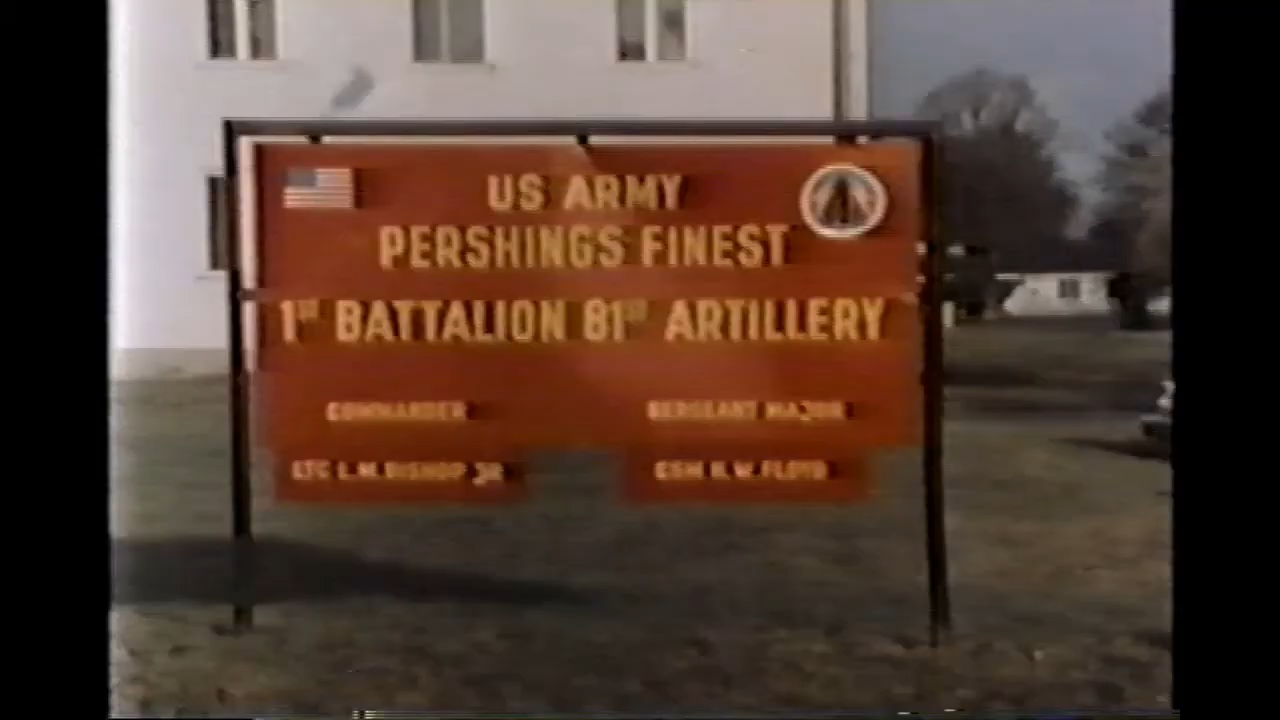 US ARMY
PERSHINGS FINEST
1ST BATTALION 81ST ARTILLERY
COMMANDER SERGEANT MAJOR
LTC L.M. BISHOP JR CSM W. FLOYD